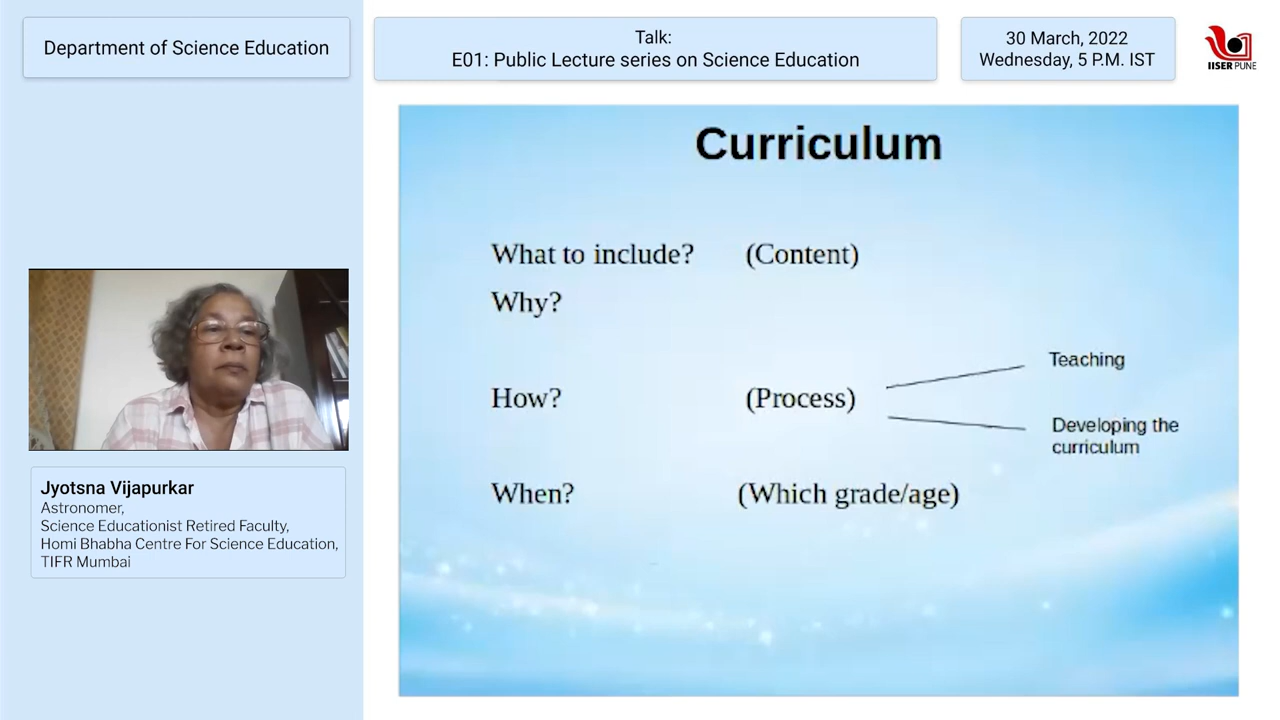 Department of Science Education
Talk:
E01: Public Lecture series on Science Education
30 March, 2022
Wednesday, 5 P.M. IST
IISER PUNE
Curriculum
What to include? (Content)
Why?
How? (Process)
Teaching
Developing the
curriculum
When? (Which grade/age)
Jyotsna Vijapurkar
Astronomer,
Science Educationist Retired Faculty,
Homi Bhabha Centre For Science Education,
TIFR Mumbai